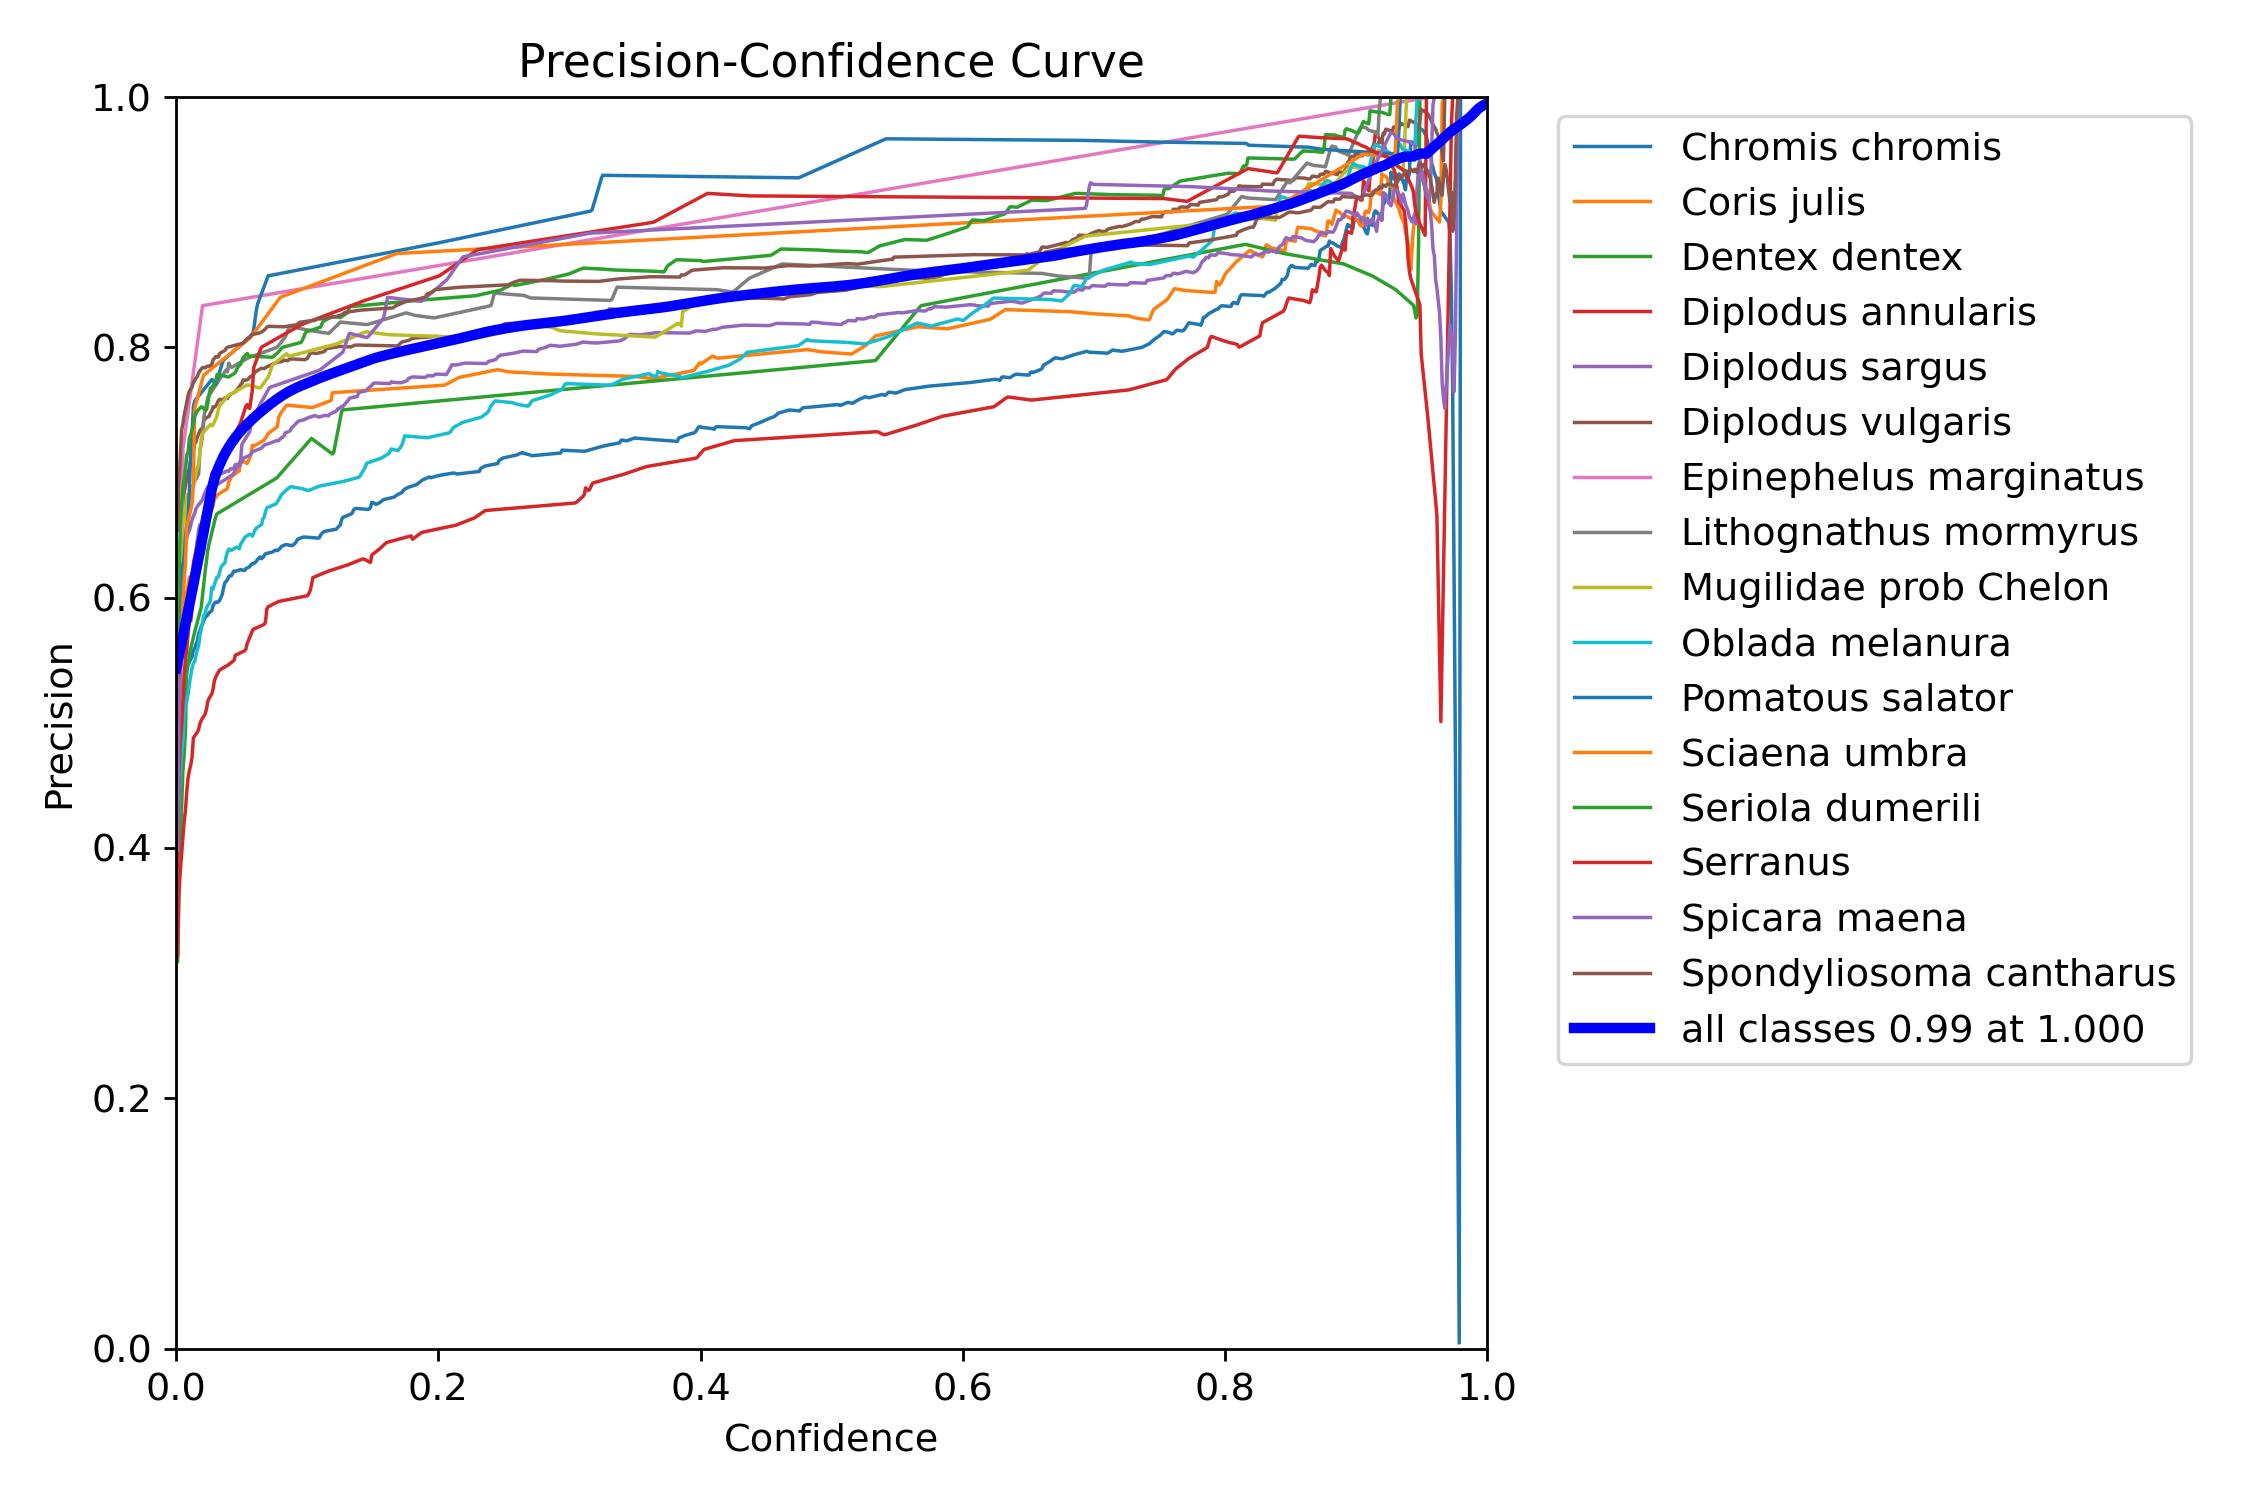 Precision-Confidence Curve
1.0
0.8
0.6
0.4
0.2
0.0
Precision
0.0 0.2 0.4 0.6 0.8 1.0
Confidence
Chromis chromis
Coris julis
Dentex dentex
Diplodus annularis
Diplodus sargus
Diplodus vulgaris
Epinephelus marginatus
Lithognathus mormyrus
Mugilidae prob Chelon
Oblada melanura
Pomatous salator
Sciaena umbra
Seriola dumerili
Serranus
Spicara maena
Spondyliosoma cantharus
all classes 0.99 at 1.000